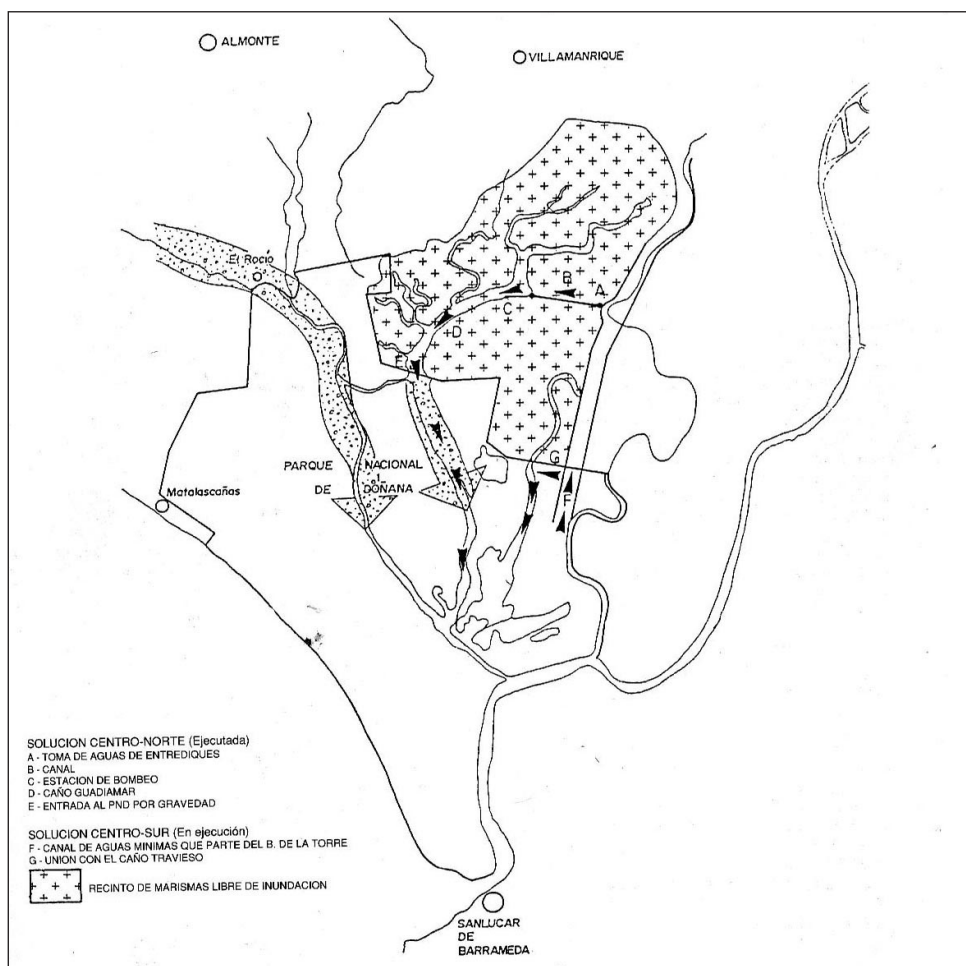 ALMONTE
VILLAMANRIQUE
El Rocío
B
A
C
D
E
G
F
PARQUE NACIONAL
DE DOÑANA
Matalascañas
SOLUCION CENTRO-NORTE (Ejecutada)
A - TOMA DE AGUAS DE ENTREDIQUES
B - CANAL
C - ESTACION DE BOMBEO
D - CAÑO GUADIAMAR
E - ENTRADA AL PND POR GRAVEDAD
SOLUCION CENTRO-SUR (En ejecución)
F - CANAL DE AGUAS MINIMAS QUE PARTE DEL B. DE LA TORRE
G - UNION CON EL CAÑO TRAVIESO
RECINTO DE MARISMAS LIBRE DE INUNDACION
SANLUCAR
DE
BARRAMEDA